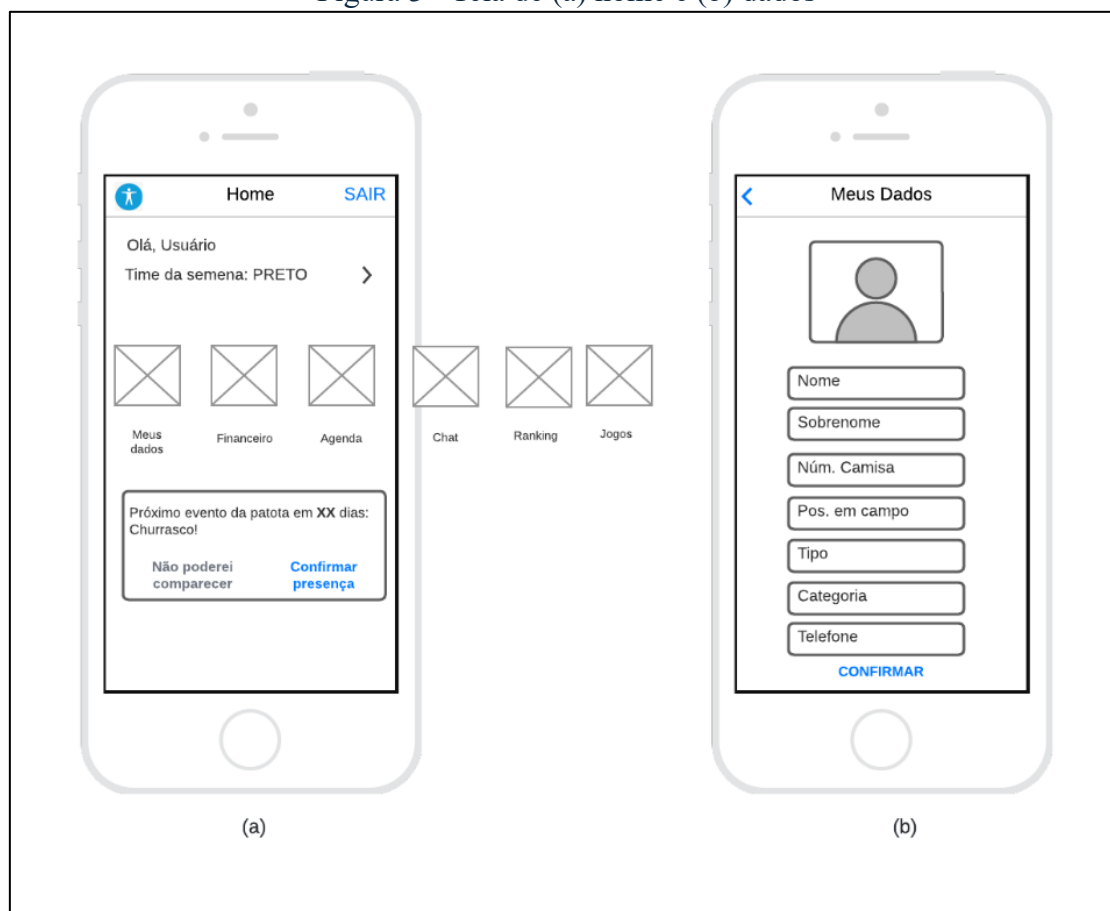 Home
SAIR
Olá, Usuário
Time da semena: PRETO
Meus
dados
Financeiro
Agenda
Chat
Ranking
Jogos
Próximo evento da patota em XX dias:
Churrasco!
Não poderei
comparecer
Confirmar
presença
(a)
Meus Dados
Nome
Sobrenome
Núm. Camisa
Pos. em campo
Tipo
Categoria
Telefone
CONFIRMAR
(b)